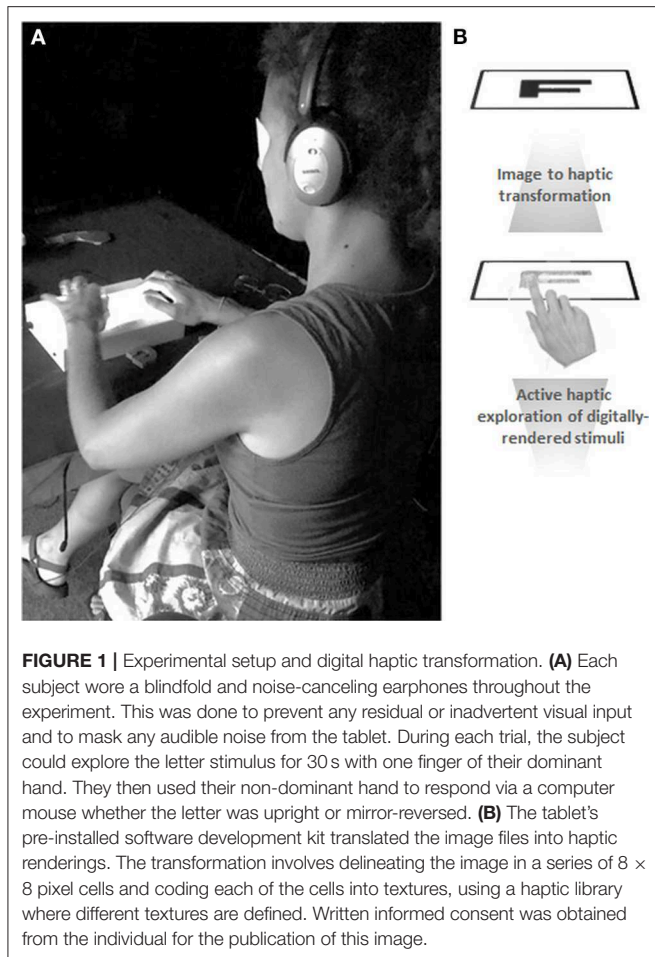 A
B
Image to haptic
transformation
Active haptic
exploration of digitally-
rendered stimuli
FIGURE 1 | Experimental setup and digital haptic transformation. (A) Each
subject wore a blindfold and noise-canceling earphones throughout the
experiment. This was done to prevent any residual or inadvertent visual input
and to mask any audible noise from the tablet. During each trial, the subject
could explore the letter stimulus for 30 s with one finger of their dominant
hand. They then used their non-dominant hand to respond via a computer
mouse whether the letter was upright or mirror-reversed. (B) The tablet's
pre-installed software development kit translated the image files into haptic
renderings. The transformation involves delineating the image in a series of 8 ×
8 pixel cells and coding each of the cells into textures, using a haptic library
where different textures are defined. Written informed consent was obtained
from the individual for the publication of this image.